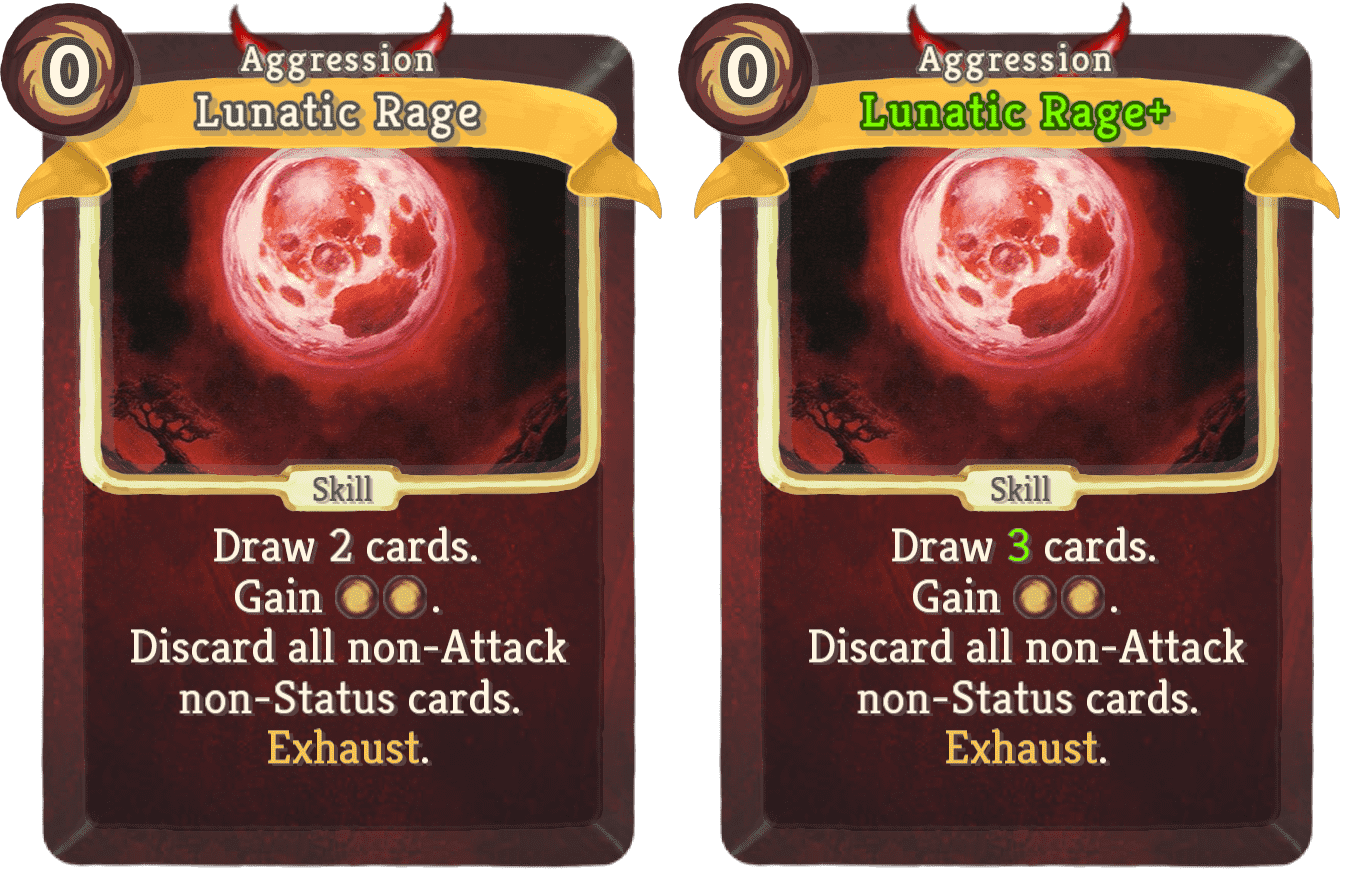 0
Aggression
Lunatic Rage
Skill
Draw 2 cards.
Gain .
Discard all non-Attack
non-Status cards.
Exhaust.
0
Aggression
Lunatic Rage+
Skill
Draw 3 cards.
Gain .
Discard all non-Attack
non-Status cards.
Exhaust.